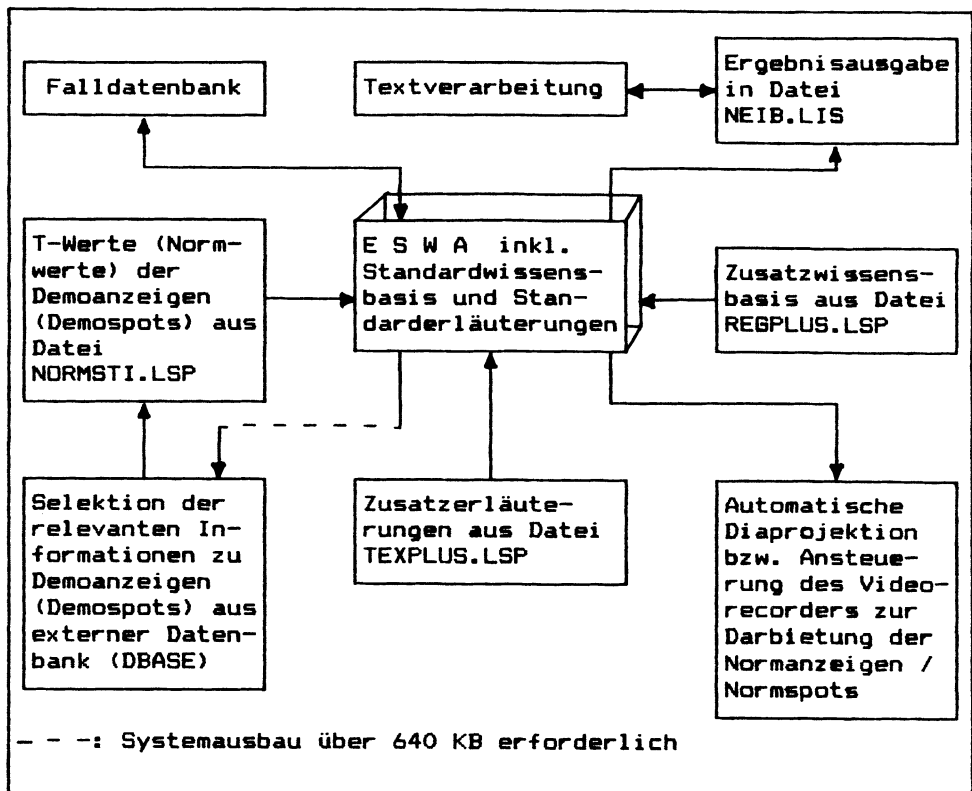 Falldatenbank
Textverarbeitung
Ergebnisausgabe
in Datei
NEIB.LIS
T-Werte (Norm-
werte) der
Demoanzeigen
(Demospots) aus
Datei
NORMSTI.LSP
E S W A inkl.
Standardwissens-
basis und Stan-
darderläuterungen
Zusatzwissens-
basis aus Datei
REGPLUS.LSP
Selektion der
relevanten In-
formationen zu
Demoanzeigen
(Demospots) aus
externer Daten-
bank (DBASE)
Zusatzerläute-
rungen aus Datei
TEXPLUS.LSP
Automatische
Diaprojektion
bzw. Ansteue-
rung des Video-
recorders zur
Darbietung der
Normanzeigen /
Normspots
- - -: Systemausbau über 640 KB erforderlich